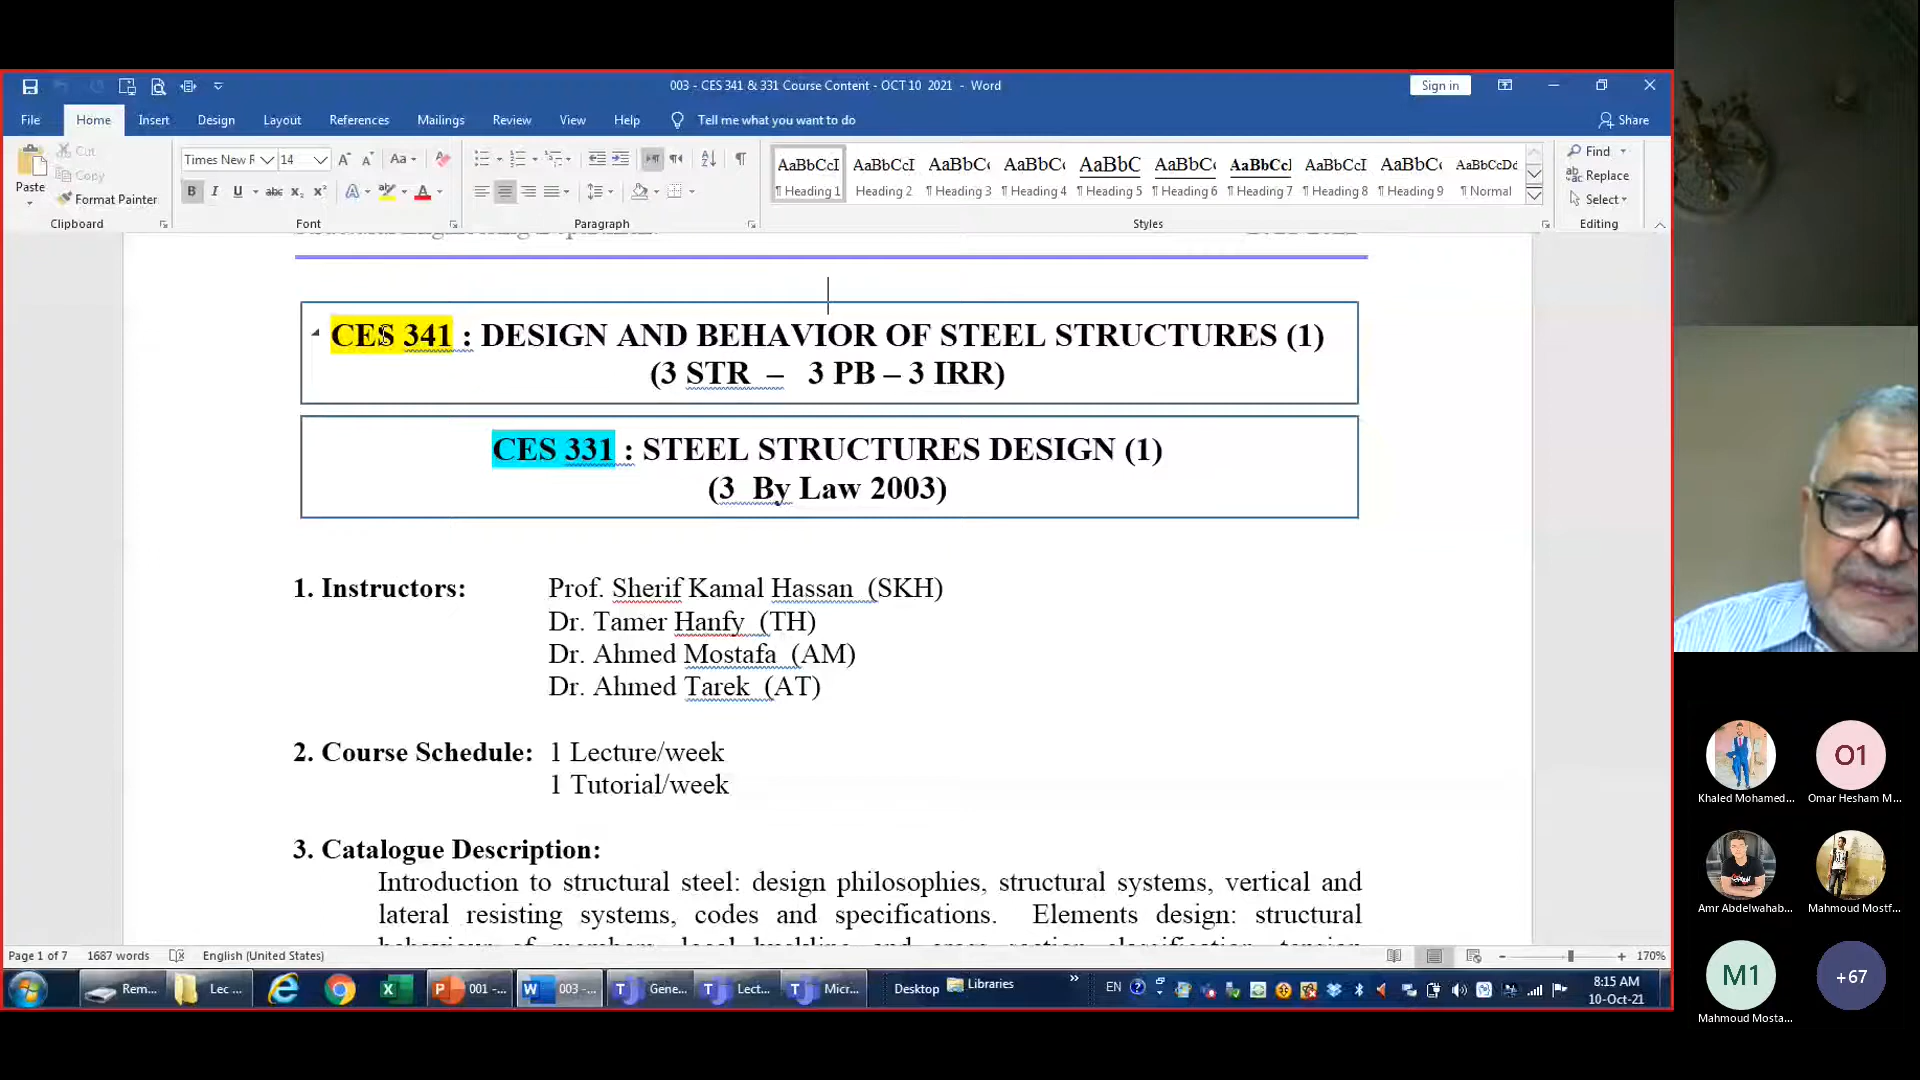 003 - CES 341 & 331 Course Content - OCT 10 2021 - Word
Sign in
File Home Insert Design Layout References Mailings Review View Help Tell me what you want to do Share
Paste
Cut
Copy
Format Painter
Clipboard
Times New F 14
Font
Paragraph
AaBbCcI AaBbCcI AaBbCc AaBbCc AaBbC AaBbCc AaBbCcI AaBbCcI AaBbCc AaBbCcDd
¶ Heading 1 Heading 2 ¶ Heading 3 ¶ Heading 4 ¶ Heading 5 ¶ Heading 6 ¶ Heading 7 ¶ Heading 8 ¶ Heading 9 ¶ Normal
Styles
Find
Replace
Select
Editing
CES 341 : DESIGN AND BEHAVIOR OF STEEL STRUCTURES (1)
(3 STR – 3 PB – 3 IRR)
CES 331 : STEEL STRUCTURES DESIGN (1)
(3 By Law 2003)
1. Instructors: Prof. Sherif Kamal Hassan (SKH)
Dr. Tamer Hanfy (TH)
Dr. Ahmed Mostafa (AM)
Dr. Ahmed Tarek (AT)
2. Course Schedule: 1 Lecture/week
1 Tutorial/week
3. Catalogue Description:
Introduction to structural steel: design philosophies, structural systems, vertical and
lateral resisting systems, codes and specifications. Elements design: structural
Page 1 of 7 1687 words English (United States) 170%
Rem... Lec ... 001 -... 003 -... Gene... Lect... Micr... Desktop Libraries EN 8:15 AM
10-Oct-21
Khaled Mohamed...
O1
Omar Hesham M...
Amr Abdelwahab...
Mahmoud Mostf...
M1
Mahmoud Mosta...
+67